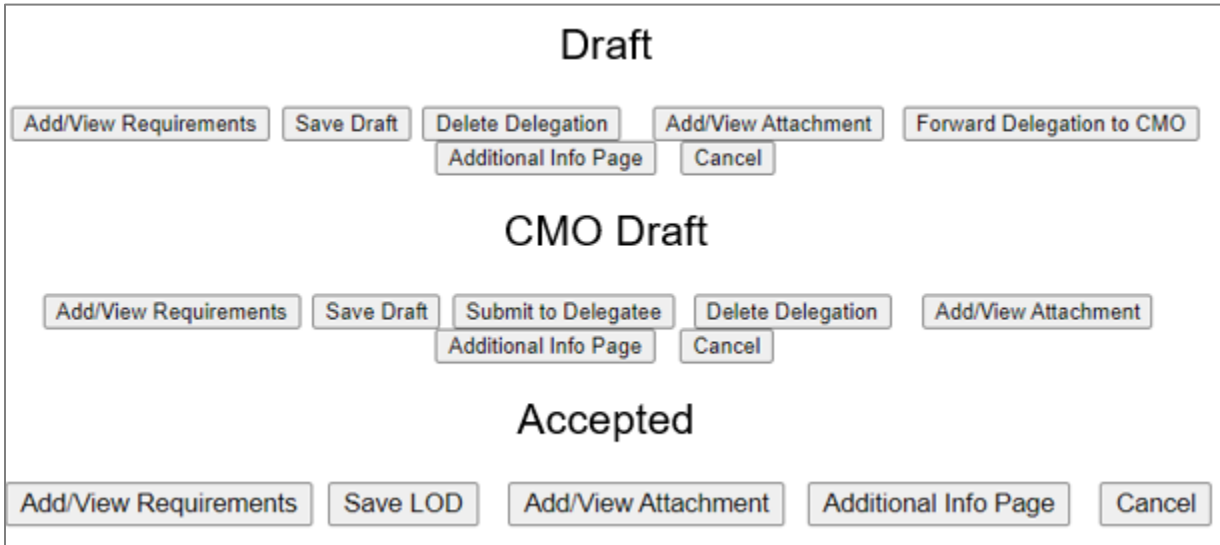 Draft
Add/View Requirements Save Draft Delete Delegation Add/View Attachment Forward Delegation to CMO
Additional Info Page Cancel
CMO Draft
Add/View Requirements Save Draft Submit to Delegatee Delete Delegation Add/View Attachment
Additional Info Page Cancel
Accepted
Add/View Requirements Save LOD Add/View Attachment Additional Info Page Cancel